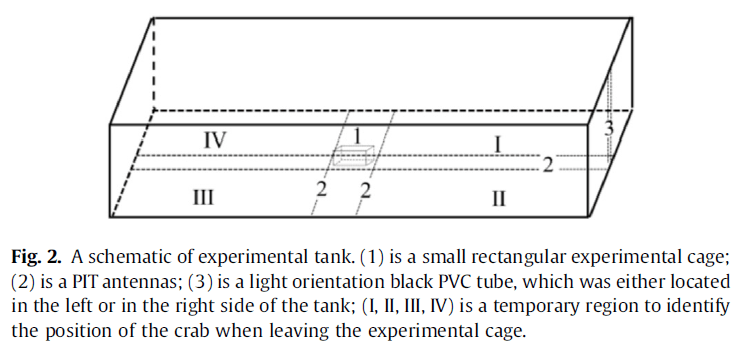 IV
1
I
3
2
III
2
2
II
Fig. 2. A schematic of experimental tank. (1) is a small rectangular experimental cage;
(2) is a PIT antennas; (3) is a light orientation black PVC tube, which was either located
in the left or in the right side of the tank; (I, II, III, IV) is a temporary region to identify
the position of the crab when leaving the experimental cage.